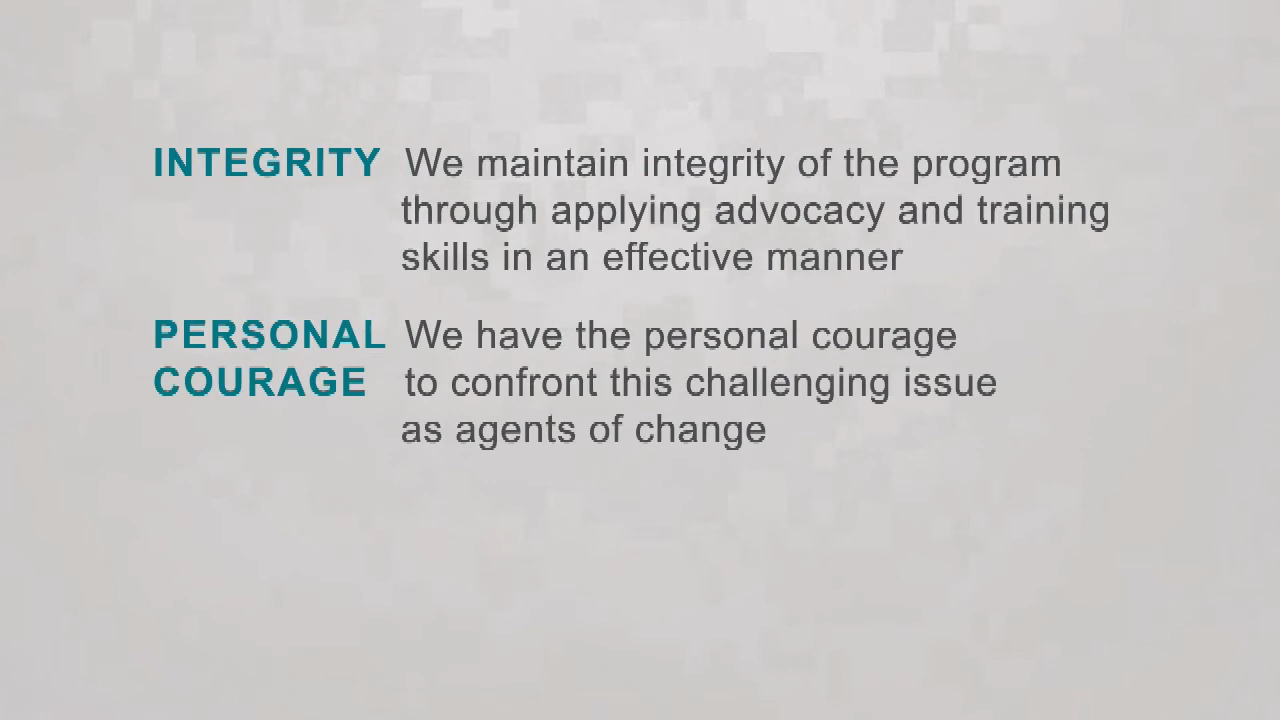 INTEGRITY We maintain integrity of the program
through applying advocacy and training
skills in an effective manner
PERSONAL We have the personal courage
COURAGE to confront this challenging issue
as agents of change